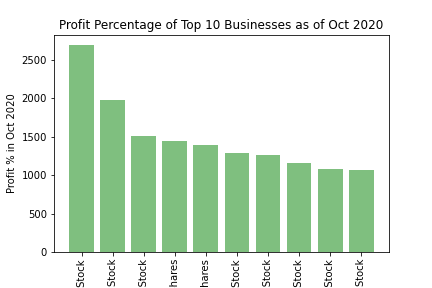 Profit Percentage of Top 10 Businesses as of Oct 2020
Profit % in Oct 2020
2500
2000
1500
1000
500
0
Stock
Stock
Stock
hares
hares
Stock
Stock
Stock
Stock
Stock